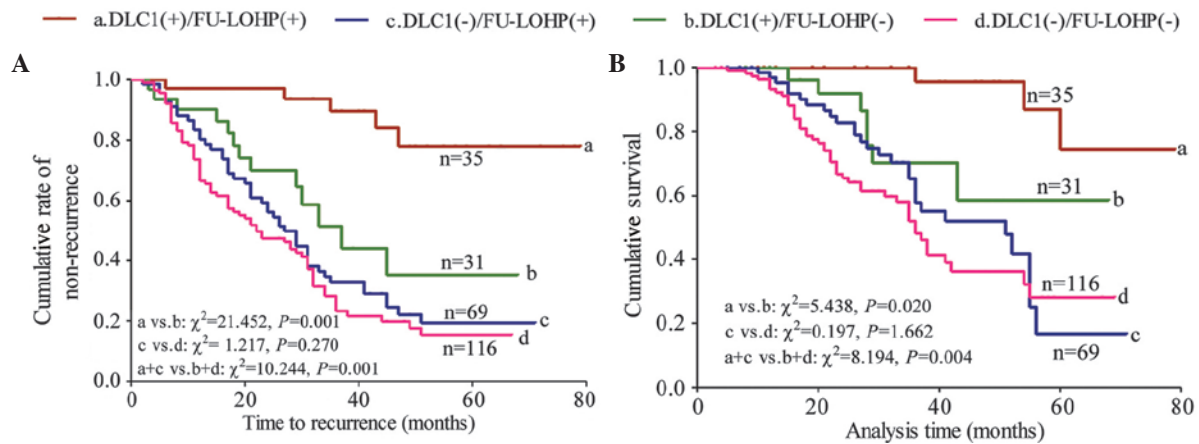 a.DLC1(+)/FU-LOHP(+) c.DLC1(-)/FU-LOHP(+) b.DLC1(+)/FU-LOHP(-) d.DLC1(-)/FU-LOHP(-)
A
Cumulative rate of
non-recurrence
1.0
0.8
0.6
0.4
0.2
0.0
n=35
a
n=31
b
n=69
c
n=116
d
a vs.b: χ²=21.452, P=0.001
c vs.d: χ²= 1.217, P=0.270
a+c vs.b+d: χ²=10.244, P=0.001
0 20 40 60 80
Time to recurrence (months)
B
Cumulative survival
1.0
0.8
0.6
0.4
0.2
0.0
n=35
a
n=31
b
n=116
d
n=69
c
a vs.b: χ²=5.438, P=0.020
c vs.d: χ²=0.197, P=1.662
a+c vs.b+d: χ²=8.194, P=0.004
0 20 40 60 80
Analysis time (months)